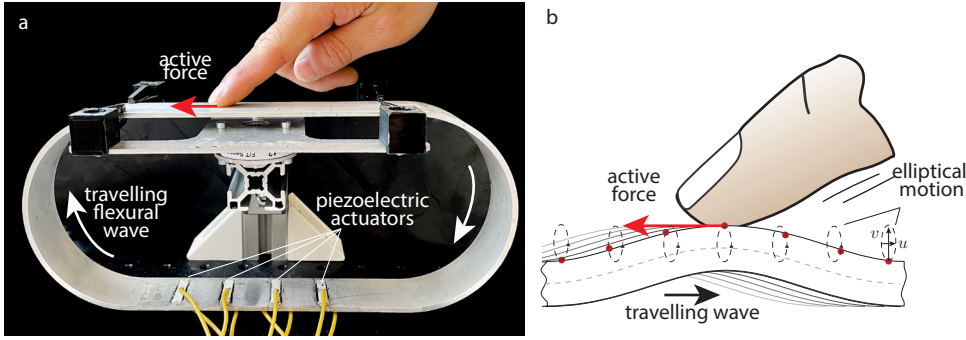 a
active
force
travelling
flexural
wave
piezoelectric
actuators
b
active
force
elliptical
motion
v
u
travelling wave